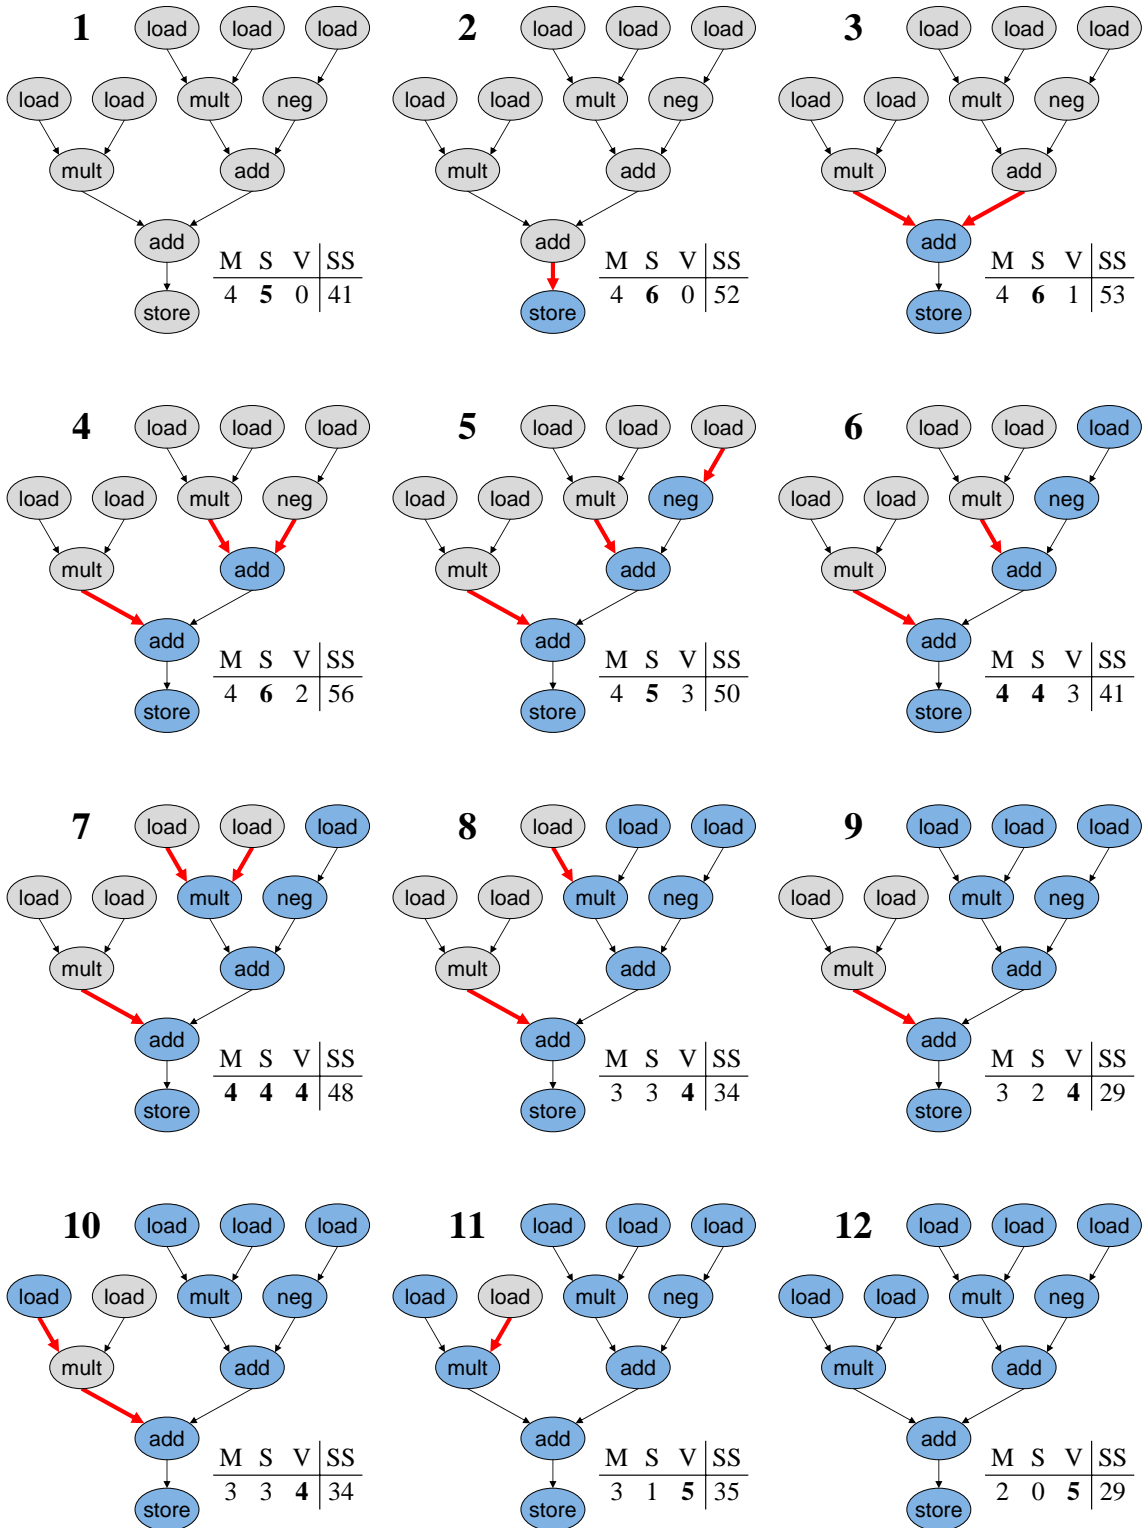 1 load load load 2 load load load 3 load load load
load load mult neg load load mult neg load load mult neg
mult add mult add mult add
add add add
M S V SS M S V SS M S V SS
4 5 0 41 4 6 0 52 4 6 1 53
store store store
4 load load load 5 load load load 6 load load load
load load mult neg load load mult neg load load mult neg
mult add mult add mult add
add add add
M S V SS M S V SS M S V SS
4 6 2 56 4 5 3 50 4 4 3 41
store store store
7 load load load 8 load load load 9 load load load
load load mult neg load load mult neg load load mult neg
mult add mult add mult add
add add add
M S V SS M S V SS M S V SS
4 4 4 48 3 3 4 34 3 2 4 29
store store store
10 load load load 11 load load load 12 load load load
load load mult neg load load mult neg load load mult neg
mult add mult add mult add
add add add
M S V SS M S V SS M S V SS
3 3 4 34 3 1 5 35 2 0 5 29
store store store